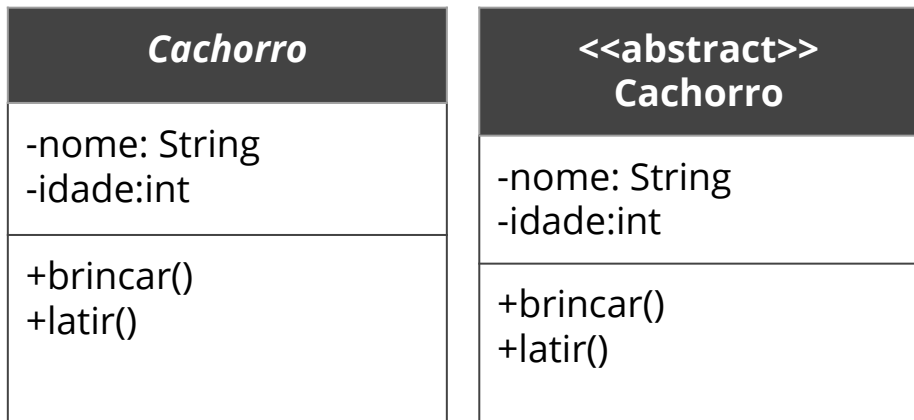 Cachorro
-nome: String
-idade:int
+brincar()
+latir()
<<abstract>>
Cachorro
-nome: String
-idade:int
+brincar()
+latir()